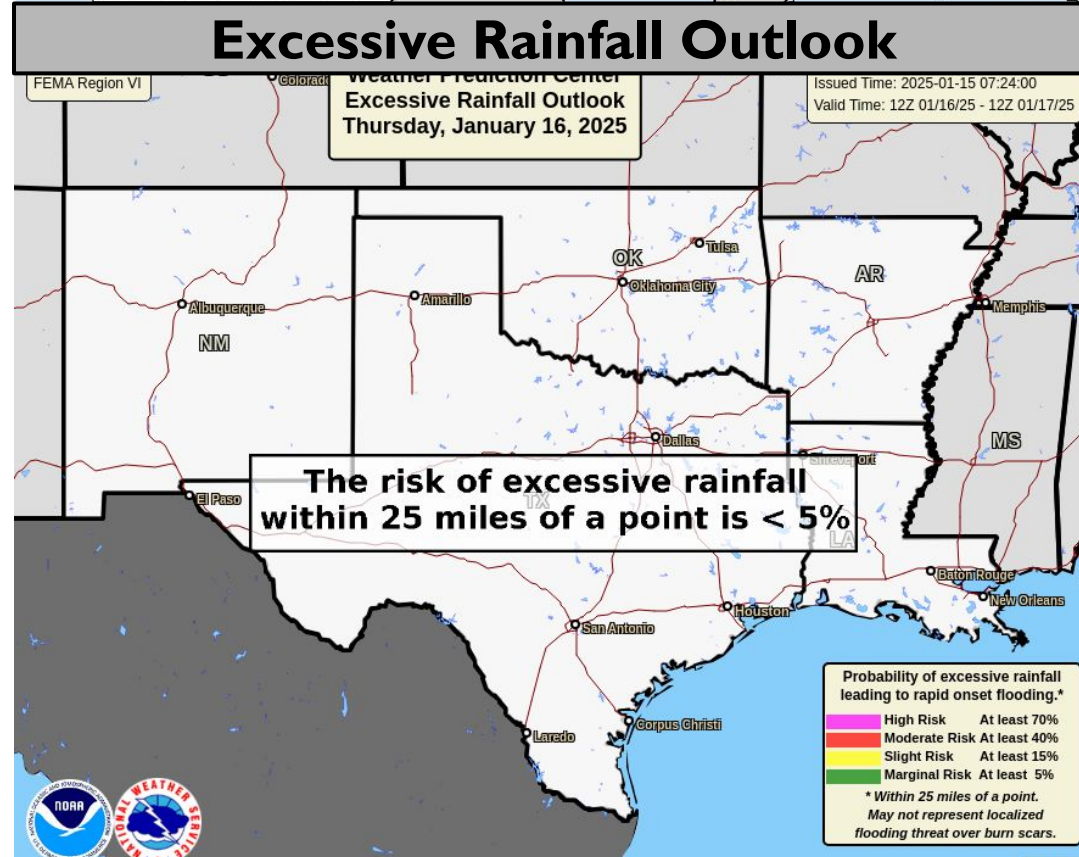 Excessive Rainfall Outlook
FEMA Region VI
Weather Prediction Center
Excessive Rainfall Outlook
Thursday, January 16, 2025
Issued Time: 2025-01-15 07:24:00
Valid Time: 12Z 01/16/25 - 12Z 01/17/25
Colorado
Tulsa
OK
Oklahoma City
AR
Amarillo
Albuquerque
Memphis
NM
Dallas
MS
Shreveport
The risk of excessive rainfall
within 25 miles of a point is < 5%
TX
El Paso
LA
Baton Rouge
New Orleans
Houston
San Antonio
Corpus Christi
Laredo
Probability of excessive rainfall
leading to rapid onset flooding.*
High Risk At least 70%
Moderate Risk At least 40%
Slight Risk At least 15%
Marginal Risk At least 5%
* Within 25 miles of a point.
May not represent localized
flooding threat over burn scars.
NOAA
NATIONAL WEATHER SERVICE